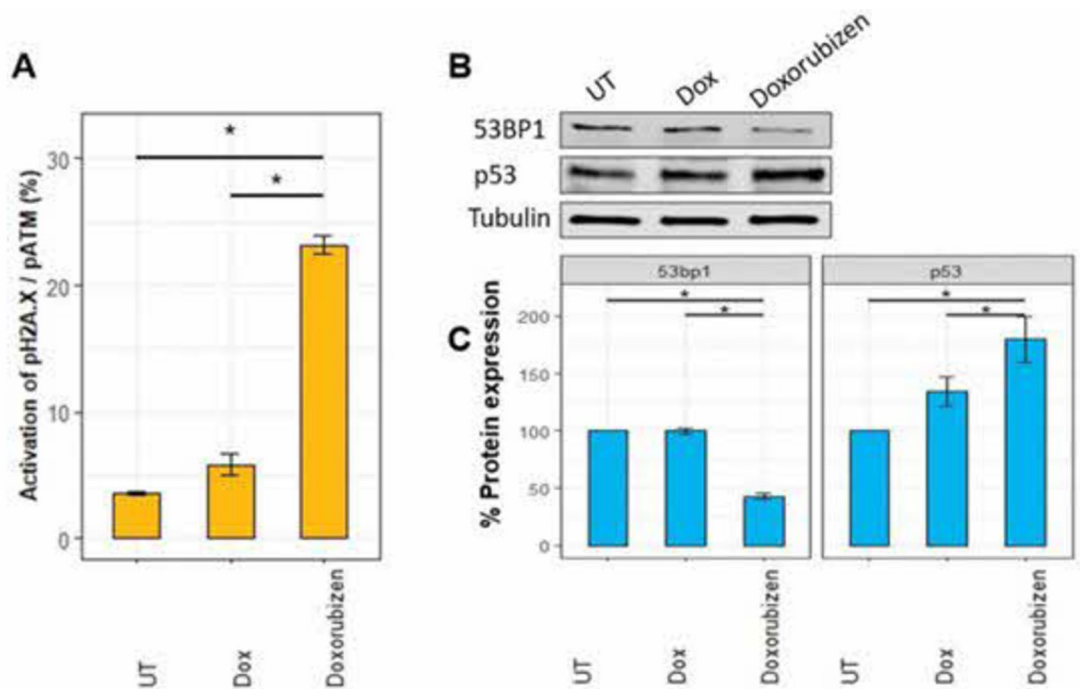 A
Activation of pH2A.X / pATM (%)
30
20
10
0
*
*
UT
Dox
Doxorubizen
B
UT
Dox
Doxorubizen
53BP1
p53
Tubulin
C
% Protein expression
200
150
100
50
0
53bp1
*
*
UT
Dox
Doxorubizen
p53
*
*
UT
Dox
Doxorubizen